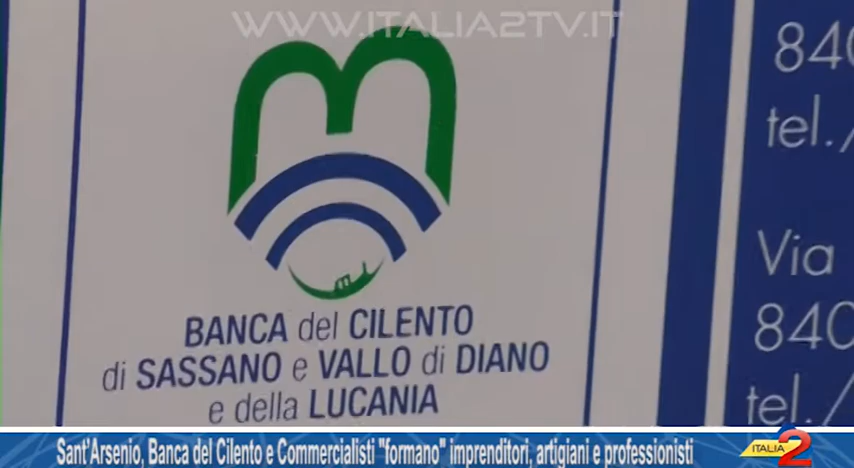 WWW.ITALIA2TV.IT
BANCA del CILENTO
di SASSANO e VALLO di DIANO
e della LUCANIA
840
tel./
Via
840
tel./
Sant'Arsenio, Banca del Cilento e Commercialisti "formano" imprenditori, artigiani e professionisti
ITALIA 2